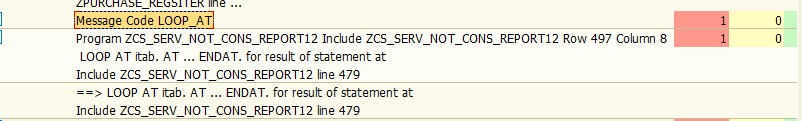 ZPURCHASE_REGSITER line ...
Message Code LOOP_AT 1 0
Program ZCS_SERV_NOT_CONS_REPORT12 Include ZCS_SERV_NOT_CONS_REPORT12 Row 497 Column 8 1 0
LOOP AT itab. AT ... ENDAT. for result of statement at
Include ZCS_SERV_NOT_CONS_REPORT12 line 479
==> LOOP AT itab. AT ... ENDAT. for result of statement at
Include ZCS_SERV_NOT_CONS_REPORT12 line 479